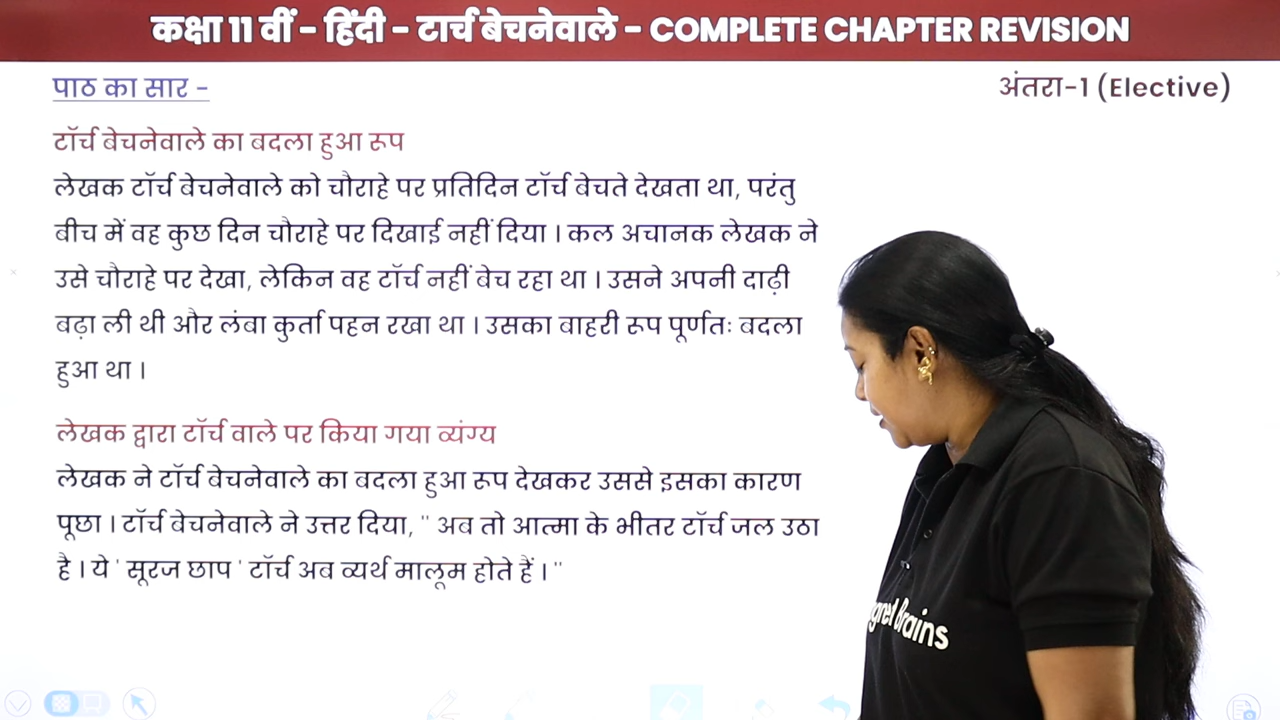 कक्षा 11 वीं - हिंदी - टार्च बेचनेवाले - COMPLETE CHAPTER REVISION
पाठ का सार -
अंतरा-1 (Elective)
टॉर्च बेचनेवाले का बदला हुआ रूप
लेखक टॉर्च बेचनेवाले को चौराहे पर प्रतिदिन टॉर्च बेचते देखता था, परंतु
बीच में वह कुछ दिन चौराहे पर दिखाई नहीं दिया । कल अचानक लेखक ने
उसे चौराहे पर देखा, लेकिन वह टॉर्च नहीं बेच रहा था । उसने अपनी दाढ़ी
बढ़ा ली थी और लंबा कुर्ता पहन रखा था । उसका बाहरी रूप पूर्णतः बदला
हुआ था ।
लेखक द्वारा टॉर्च वाले पर किया गया व्यंग्य
लेखक ने टॉर्च बेचनेवाले का बदला हुआ रूप देखकर उससे इसका कारण
पूछा । टॉर्च बेचनेवाले ने उत्तर दिया, " अब तो आत्मा के भीतर टॉर्च जल उठा
है । ये ' सूरज छाप ' टॉर्च अब व्यर्थ मालूम होते हैं । "
Brains